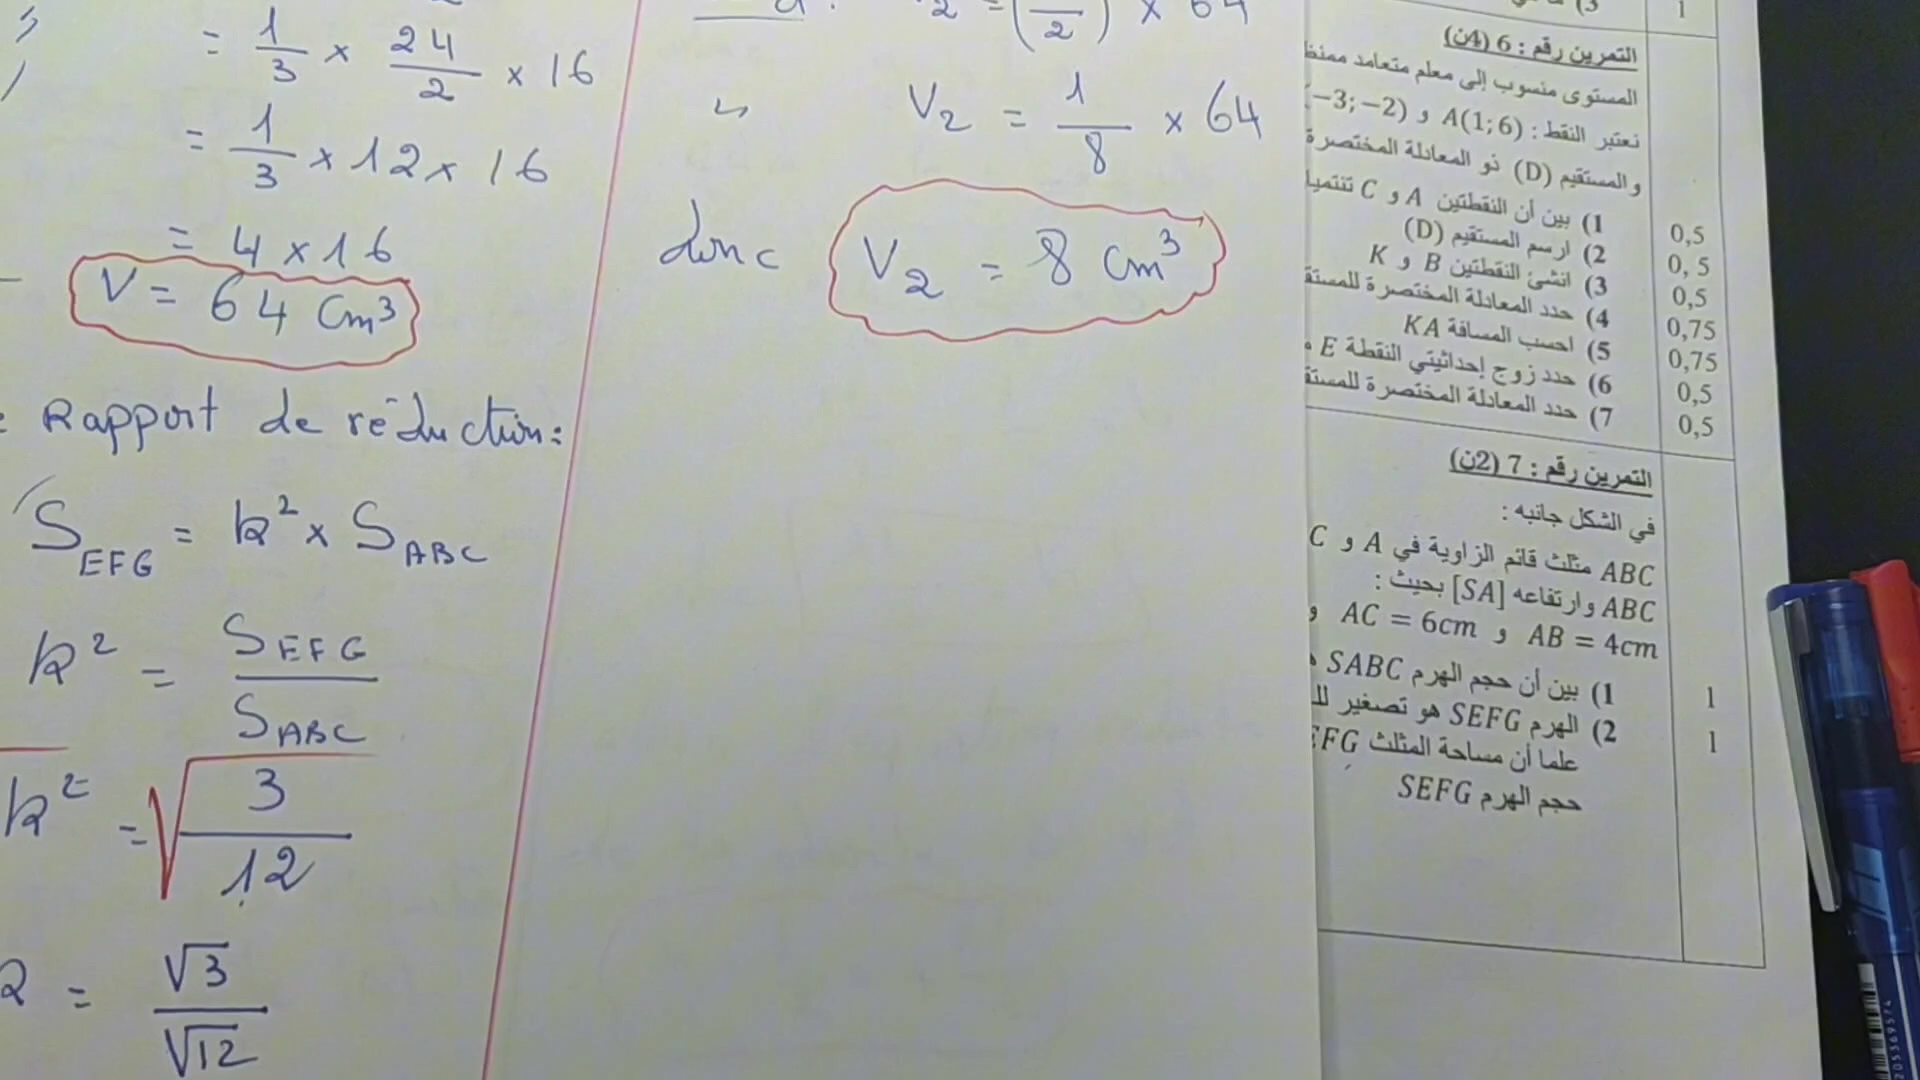 = 1/3 × 24/2 × 16
= 1/3 × 12 × 16
= 4 × 16
V = 64 Cm³
Rapport de réduction:
S_EFG = k² × S_ABC
k² = S_EFG / S_ABC
k² = √(3/12)
= √3/√12
× 64
V₂ = 1/8 × 64
donc V₂ = 8 Cm³
1
التمرين رقم : 6 (4ن)
المستوى منسوب إلى معلم متعامد
نعتبر النقط : A(1;6) و (−3;−2)
والمستقيم (D) ذو المعادلة المختصرة
1) بين أن النقطتين A و C 0,5
2) ارسم المستقيم (D) 0,5
3) انشئ النقطتين B و K 0,5
4) حدد المعادلة المختصرة 0,75
5) احسب المسافة KA 0,75
6) حدد زوج إحداثيتي النقطة E 0,5
7) حدد المعادلة المختصرة 0,5
التمرين رقم : 7 (2ن)
في الشكل جانبه :
ABC مثلث قائم الزاوية في A و C
ABC وارتفاعه [SA] بحيث :
AB = 4cm و AC = 6cm و
1) بين أن حجم الهرم SABC 1
2) الهرم SEFG هو تصغير 1
علما أن مساحة المثلث EFG
حجم الهرم SEFG